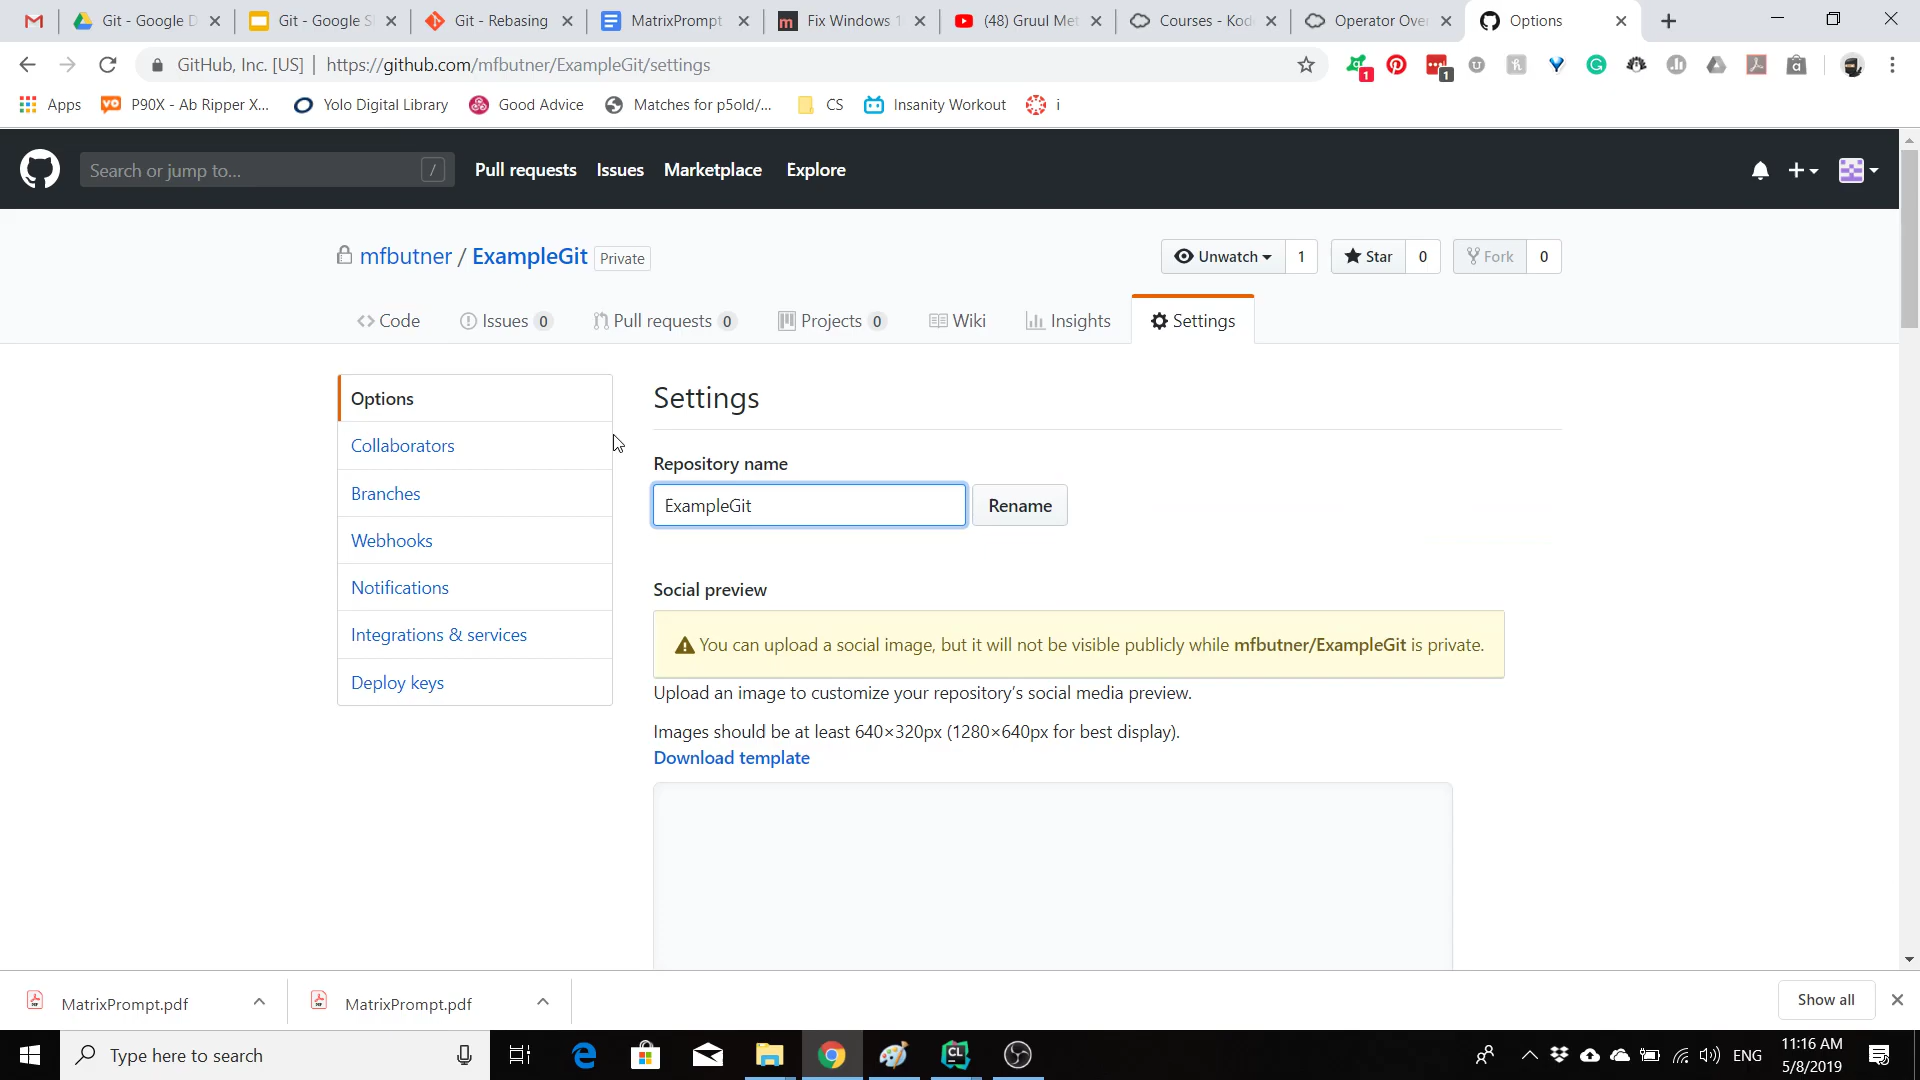 Git - Google D
Git - Google S
Git - Rebasing
MatrixPrompt
Fix Windows 1
(48) Gruul Met
Courses - Kod
Operator Over
Options
GitHub, Inc. [US] | https://github.com/mfbutner/ExampleGit/settings
1
1
Apps
P90X - Ab Ripper X...
Yolo Digital Library
Good Advice
Matches for p5old/...
CS
Insanity Workout
i
Search or jump to...
/
Pull requests
Issues
Marketplace
Explore
mfbutner / ExampleGit
Private
Unwatch
1
Star
0
Fork
0
Code
Issues 0
Pull requests 0
Projects 0
Wiki
Insights
Settings
Options
Collaborators
Branches
Webhooks
Notifications
Integrations & services
Deploy keys
Settings
Repository name
ExampleGit
Rename
Social preview
You can upload a social image, but it will not be visible publicly while mfbutner/ExampleGit is private.
Upload an image to customize your repository's social media preview.
Images should be at least 640×320px (1280×640px for best display).
Download template
MatrixPrompt.pdf
MatrixPrompt.pdf
Show all
Type here to search
CL
ENG
11:16 AM
5/8/2019